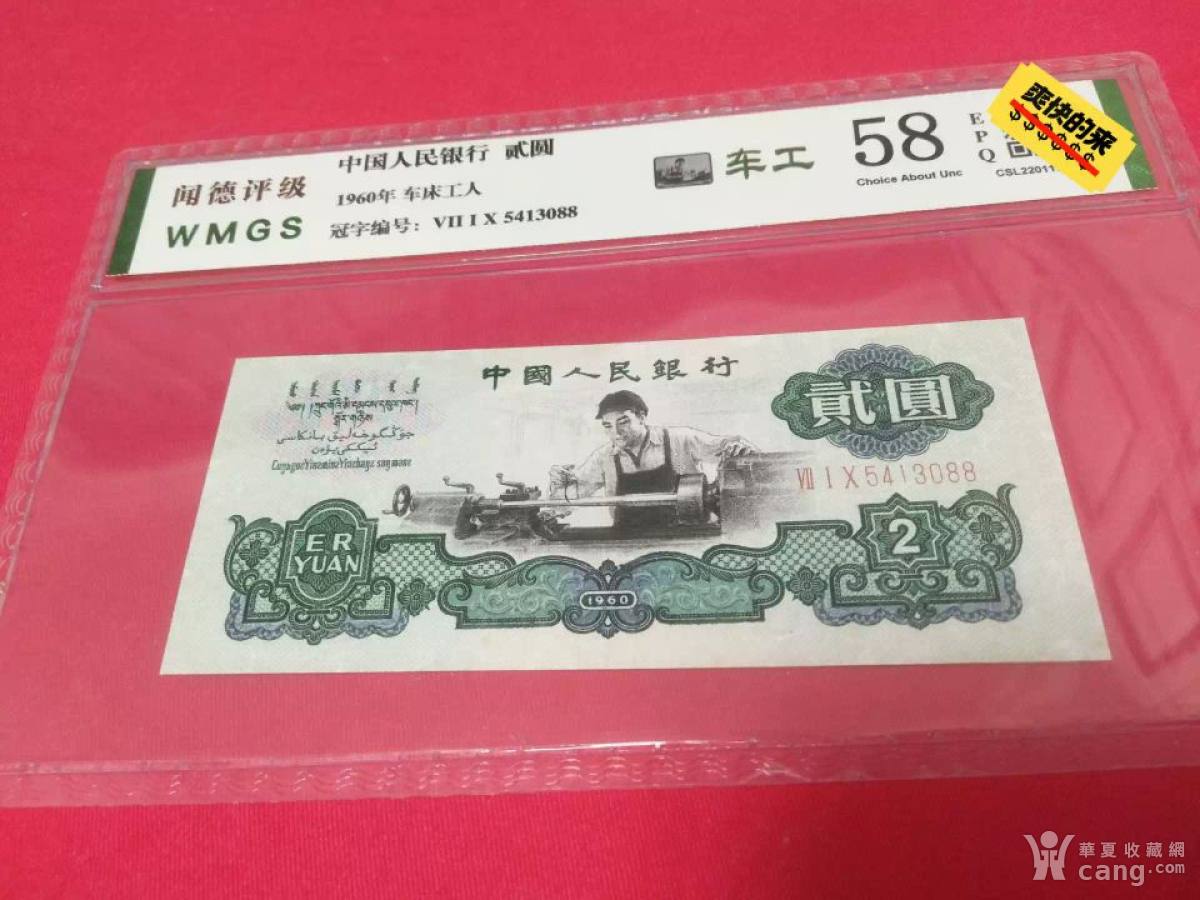 中国人民银行 贰圆
1960年 车床工人
冠字编号: VII I X 5413088
闻德评级
WMGS
车工
58
Choice About Unc
E
P
Q
CSL22011
爽快的来
$$$$$$
中國人民銀行
貳圓
VII I X 5413088
ER
YUAN
1960
2
華夏收藏網
cang.com